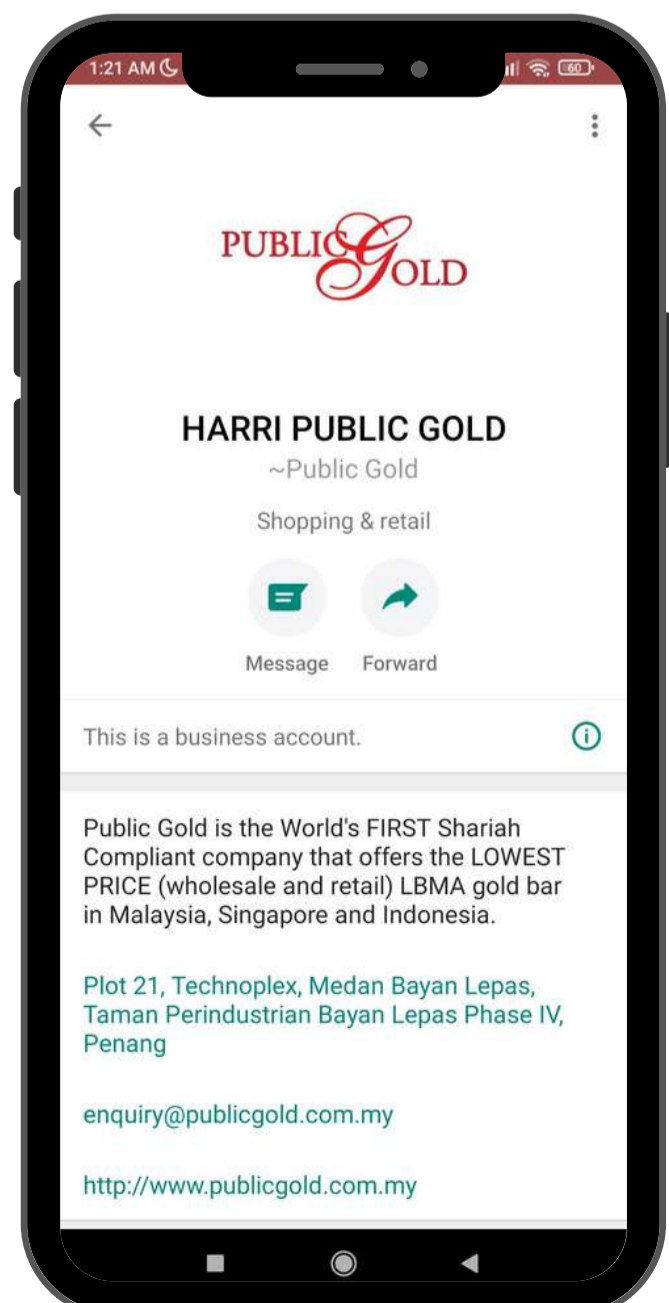 1:21 AM
60
PUBLIC GOLD
HARRI PUBLIC GOLD
~Public Gold
Shopping & retail
Message Forward
This is a business account.
Public Gold is the World's FIRST Shariah
Compliant company that offers the LOWEST
PRICE (wholesale and retail) LBMA gold bar
in Malaysia, Singapore and Indonesia.
Plot 21, Technoplex, Medan Bayan Lepas,
Taman Perindustrian Bayan Lepas Phase IV,
Penang
enquiry@publicgold.com.my
http://www.publicgold.com.my